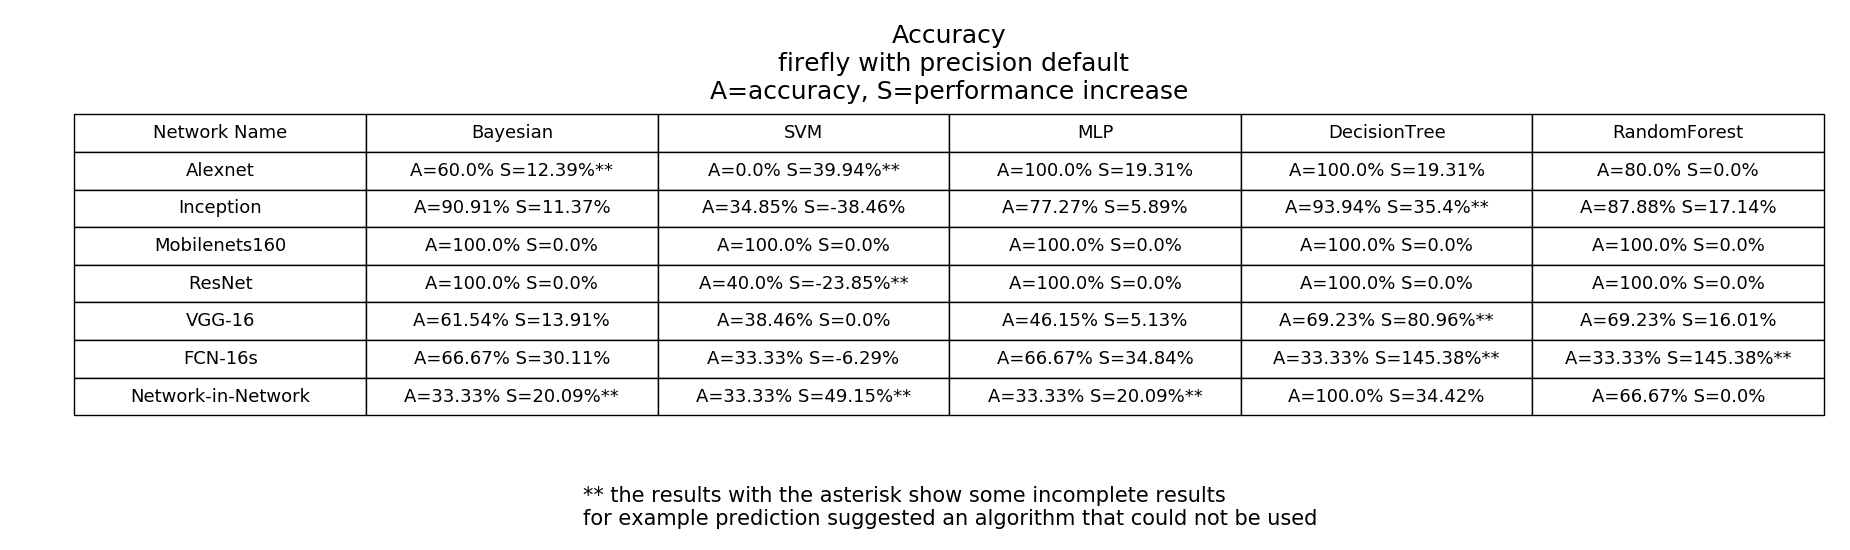 Accuracy
firefly with precision default
A=accuracy, S=performance increase
Network Name Bayesian SVM MLP DecisionTree RandomForest
Alexnet A=60.0% S=12.39%** A=0.0% S=39.94%** A=100.0% S=19.31% A=100.0% S=19.31% A=80.0% S=0.0%
Inception A=90.91% S=11.37% A=34.85% S=-38.46% A=77.27% S=5.89% A=93.94% S=35.4%** A=87.88% S=17.14%
Mobilenets160 A=100.0% S=0.0% A=100.0% S=0.0% A=100.0% S=0.0% A=100.0% S=0.0% A=100.0% S=0.0%
ResNet A=100.0% S=0.0% A=40.0% S=-23.85%** A=100.0% S=0.0% A=100.0% S=0.0% A=100.0% S=0.0%
VGG-16 A=61.54% S=13.91% A=38.46% S=0.0% A=46.15% S=5.13% A=69.23% S=80.96%** A=69.23% S=16.01%
FCN-16s A=66.67% S=30.11% A=33.33% S=-6.29% A=66.67% S=34.84% A=33.33% S=145.38%** A=33.33% S=145.38%**
Network-in-Network A=33.33% S=20.09%** A=33.33% S=49.15%** A=33.33% S=20.09%** A=100.0% S=34.42% A=66.67% S=0.0%
** the results with the asterisk show some incomplete results
for example prediction suggested an algorithm that could not be used